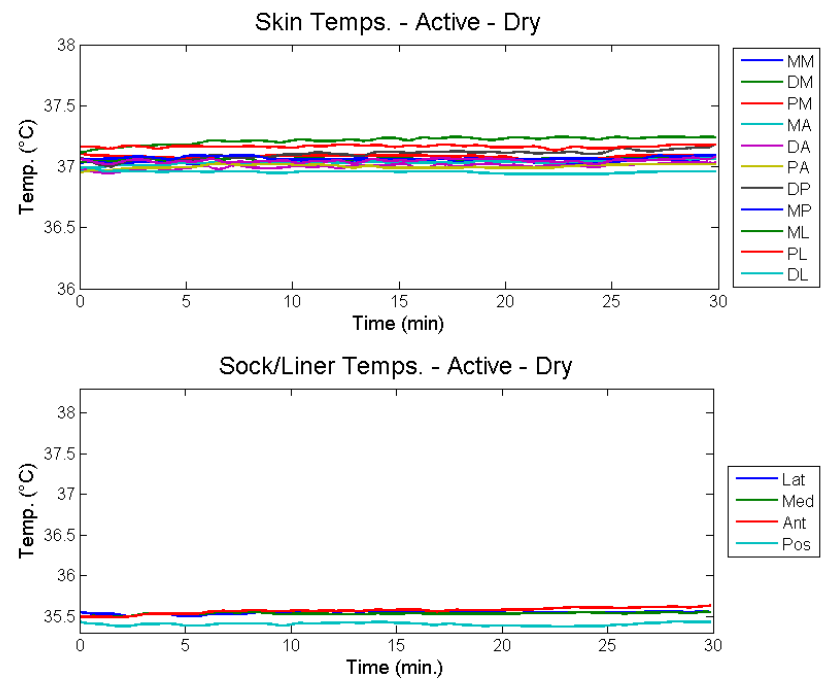 Skin Temps. - Active - Dry
38
37.5
37
36.5
36
Temp. (°C)
0 5 10 15 20 25 30
Time (min)
MM
DM
PM
MA
DA
PA
DP
MP
ML
PL
DL
Sock/Liner Temps. - Active - Dry
38
37.5
37
36.5
36
35.5
Temp. (°C)
0 5 10 15 20 25 30
Time (min.)
Lat
Med
Ant
Pos